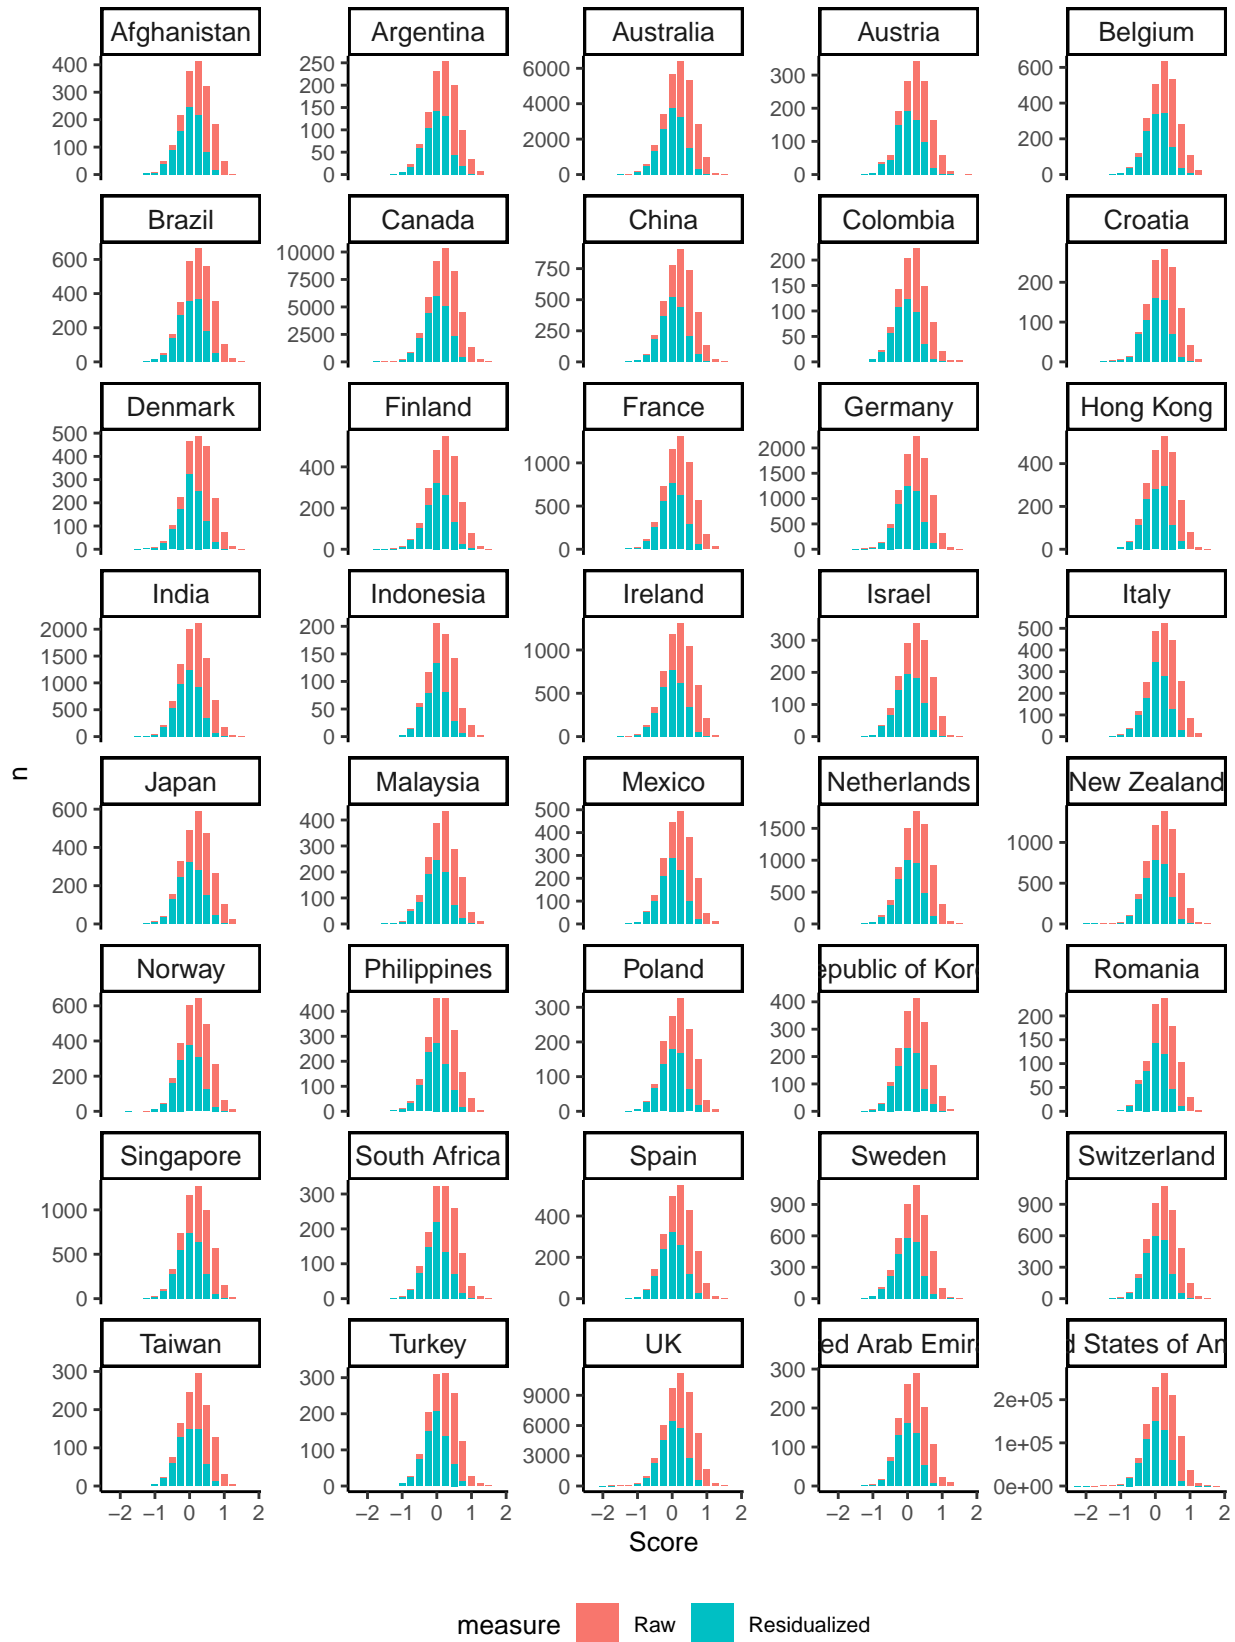 Afghanistan Argentina Australia Austria Belgium
400 300 200 100 0
250 200 150 100 50 0
6000 4000 2000 0
300 200 100 0
600 400 200 0
Brazil Canada China Colombia Croatia
600 400 200 0
10000 7500 5000 2500 0
750 500 250 0
200 150 100 50 0
200 100 0
Denmark Finland France Germany Hong Kong
500 400 300 200 100 0
400 200 0
1000 500 0
2000 1500 1000 500 0
400 200 0
India Indonesia Ireland Israel Italy
2000 1500 1000 500 0
200 150 100 50 0
1000 500 0
300 200 100 0
500 400 300 200 100 0
n
Japan Malaysia Mexico Netherlands New Zealand
600 400 200 0
400 300 200 100 0
500 400 300 200 100 0
1500 1000 500 0
1000 500 0
Norway Philippines Poland epublic of Kor Romania
600 400 200 0
400 300 200 100 0
300 200 100 0
400 300 200 100 0
200 150 100 50 0
Singapore South Africa Spain Sweden Switzerland
1000 500 0
300 200 100 0
400 200 0
900 600 300 0
900 600 300 0
Taiwan Turkey UK ed Arab Emir d States of Am
300 200 100 0
300 200 100 0
9000 6000 3000 0
300 200 100 0
2e+05 1e+05 0e+00
−2 −1 0 1 2
−2 −1 0 1 2
−2 −1 0 1 2
−2 −1 0 1 2
−2 −1 0 1 2
Score
measure Raw Residualized